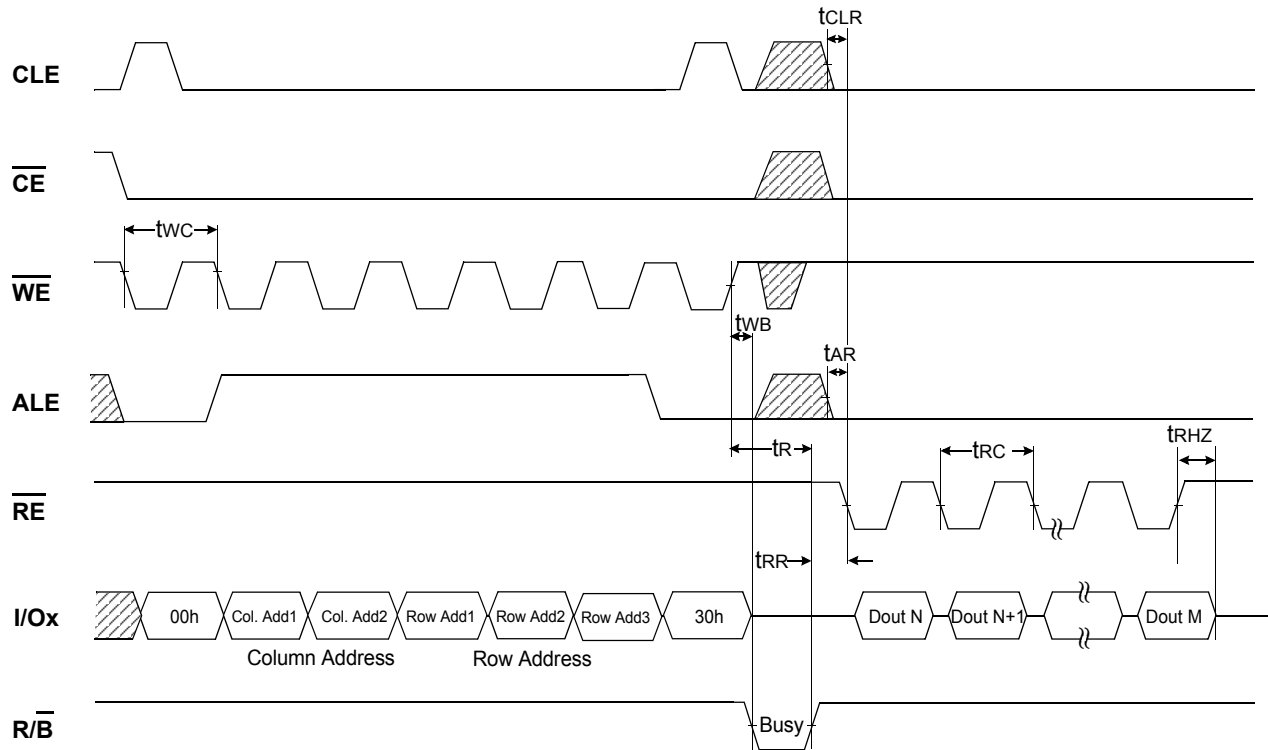 tCLR
CLE
CE
tWC
WE
tWB
tAR
ALE
tR
tRC
tRHZ
RE
tRR
I/Ox
00h
Col. Add1
Col. Add2
Row Add1
Row Add2
Row Add3
30h
Dout N
Dout N+1
Dout M
Column Address
Row Address
R/B
Busy